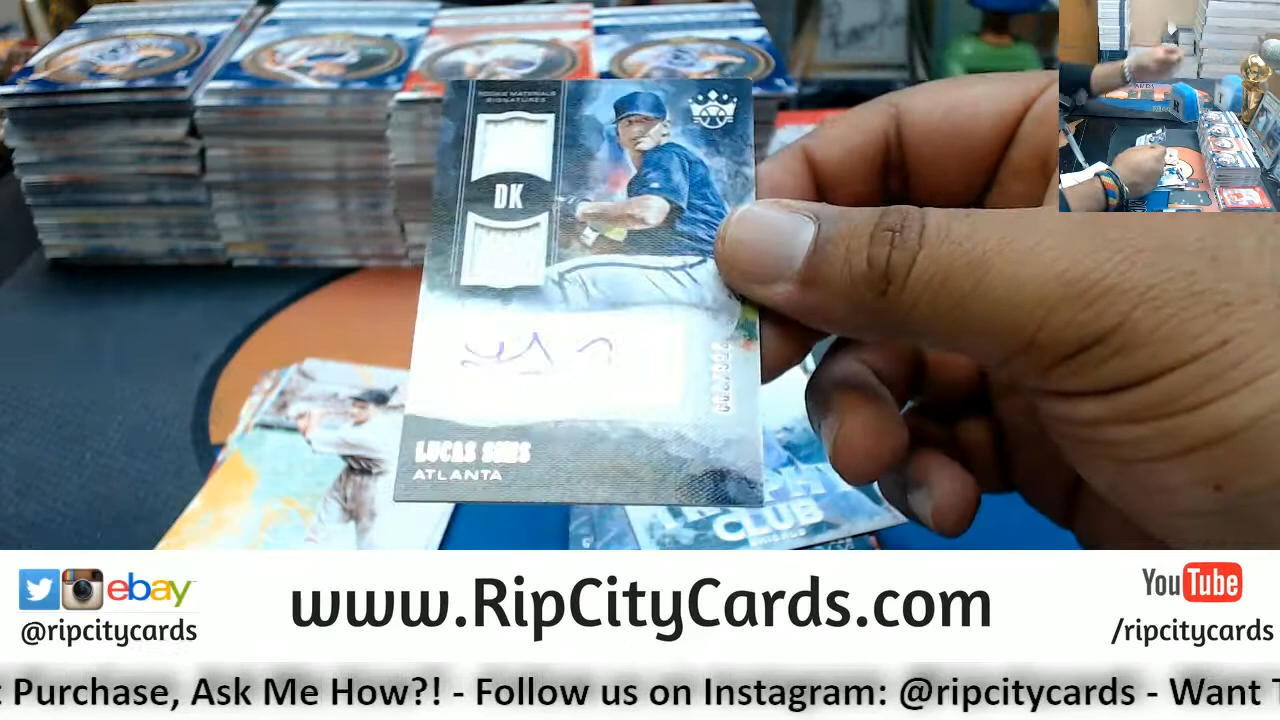 ROOKIE MATERIALS
SIGNATURES
DK
LUCAS SIMS
ATLANTA
CLUB
ebay
@ripcitycards
www.RipCityCards.com
YouTube
/ripcitycards
Purchase, Ask Me How?! - Follow us on Instagram: @ripcitycards - Want